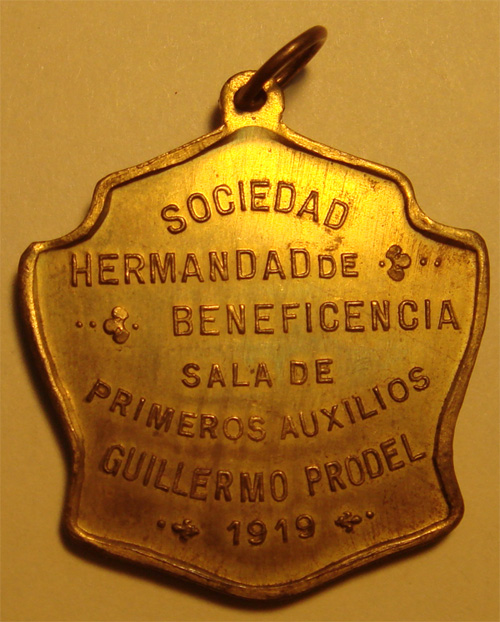 SOCIEDAD
HERMANDAD DE
BENEFICENCIA
SALA DE
PRIMEROS AUXILIOS
GUILLERMO PRODEL
1919